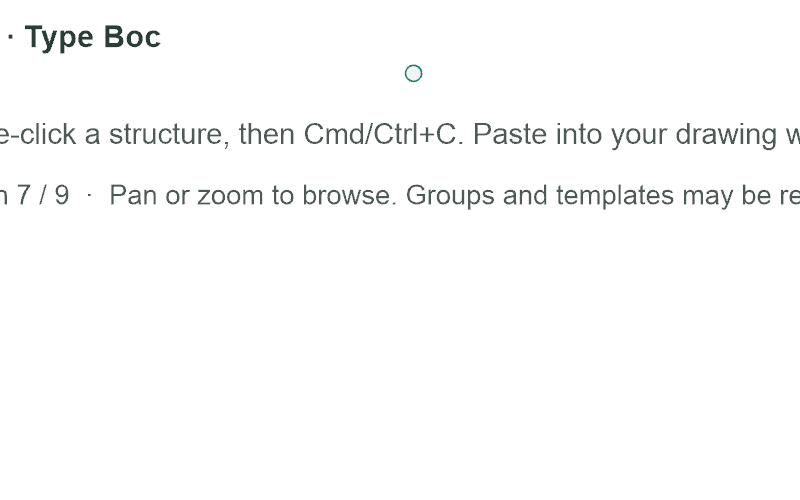 · Type Boc
-click a structure, then Cmd/Ctrl+C. Paste into your drawing
7 / 9 · Pan or zoom to browse. Groups and templates may be